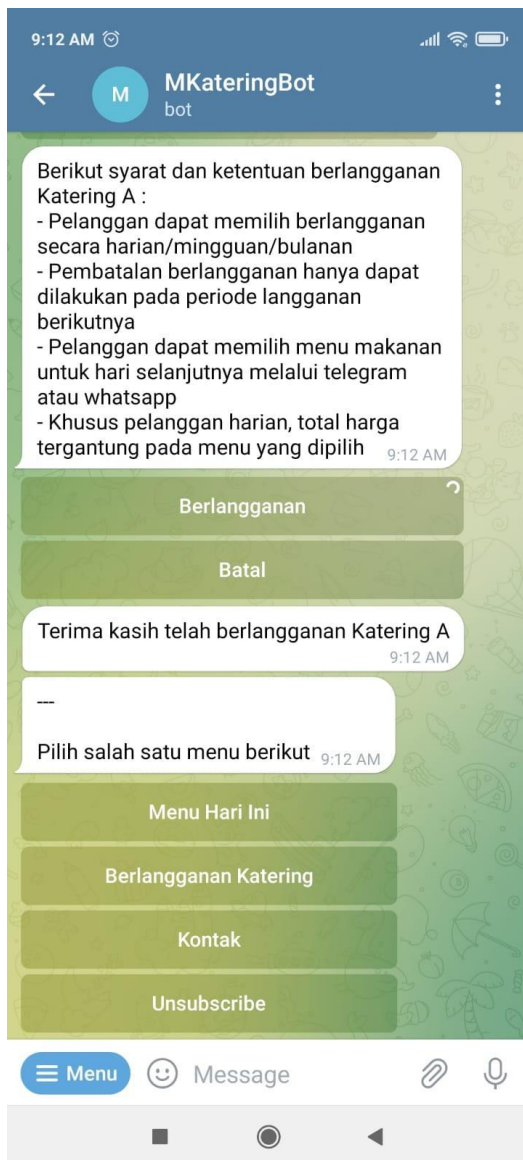 9:12 AM
M
MKateringBot
bot
Berikut syarat dan ketentuan berlangganan
Katering A :
- Pelanggan dapat memilih berlangganan
secara harian/mingguan/bulanan
- Pembatalan berlangganan hanya dapat
dilakukan pada periode langganan
berikutnya
- Pelanggan dapat memilih menu makanan
untuk hari selanjutnya melalui telegram
atau whatsapp
- Khusus pelanggan harian, total harga
tergantung pada menu yang dipilih 9:12 AM
Berlangganan
Batal
Terima kasih telah berlangganan Katering A
9:12 AM
---
Pilih salah satu menu berikut 9:12 AM
Menu Hari Ini
Berlangganan Katering
Kontak
Unsubscribe
Menu
Message